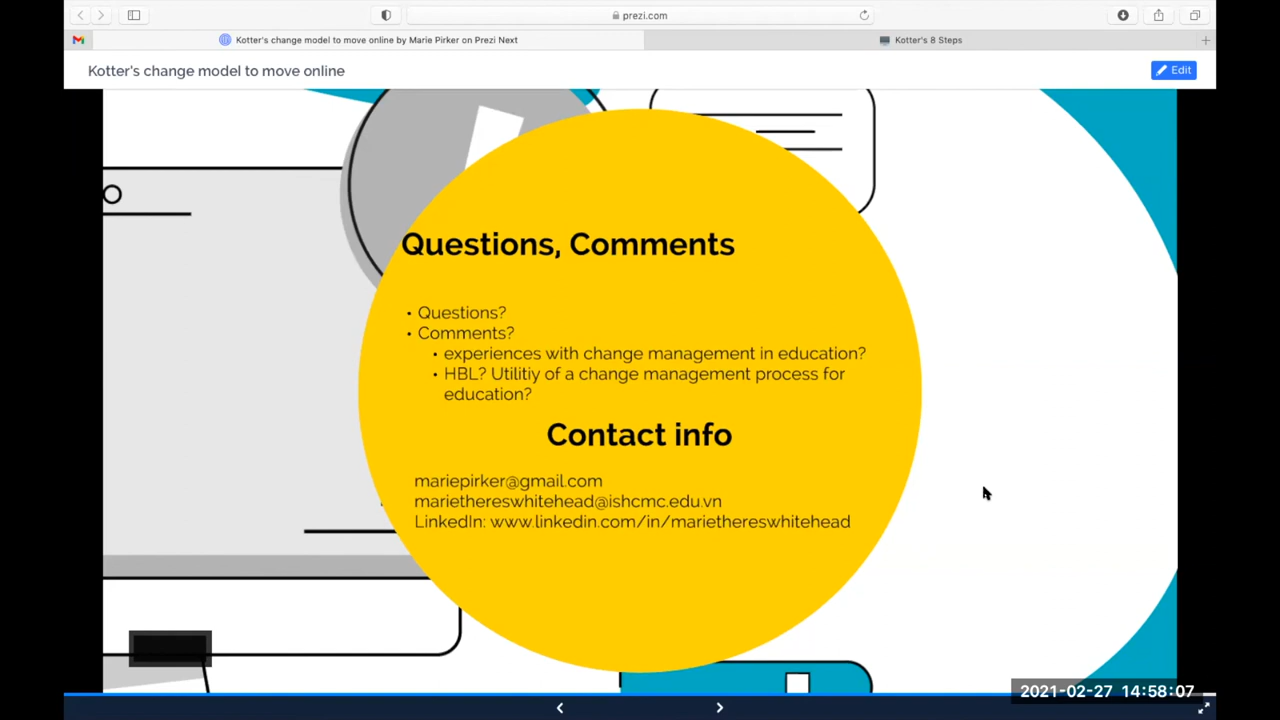 prezi.com
Kotter's change model to move online by Marie Pirker on Prezi Next
Kotter's 8 Steps
Kotter's change model to move online
Edit
Questions, Comments
• Questions?
• Comments?
• experiences with change management in education?
• HBL? Utilitiy of a change management process for
education?
Contact info
mariepirker@gmail.com
mariethereswhitehead@ishcmc.edu.vn
LinkedIn: www.linkedin.com/in/mariethereswhitehead
2021-02-27 14:58:07